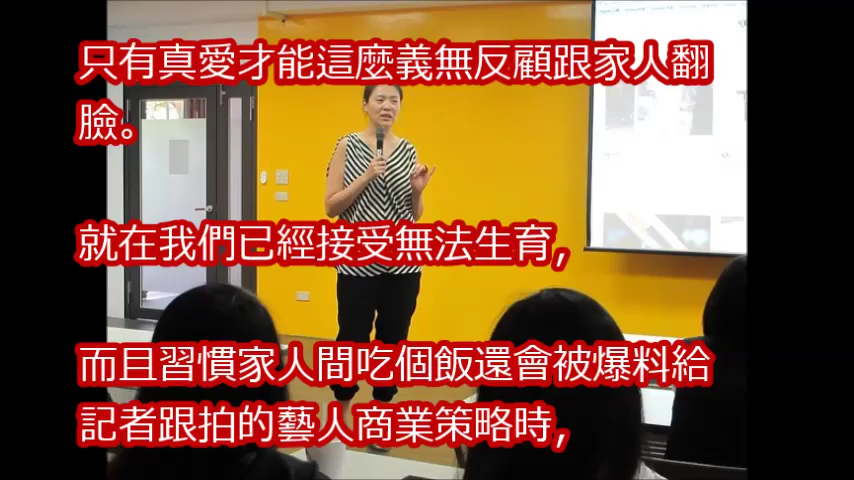 只有真愛才能這麼義無反顧跟家人翻
臉。
就在我們已經接受無法生育，
而且習慣家人間吃個飯還會被爆料給
記者跟拍的藝人商業策略時，